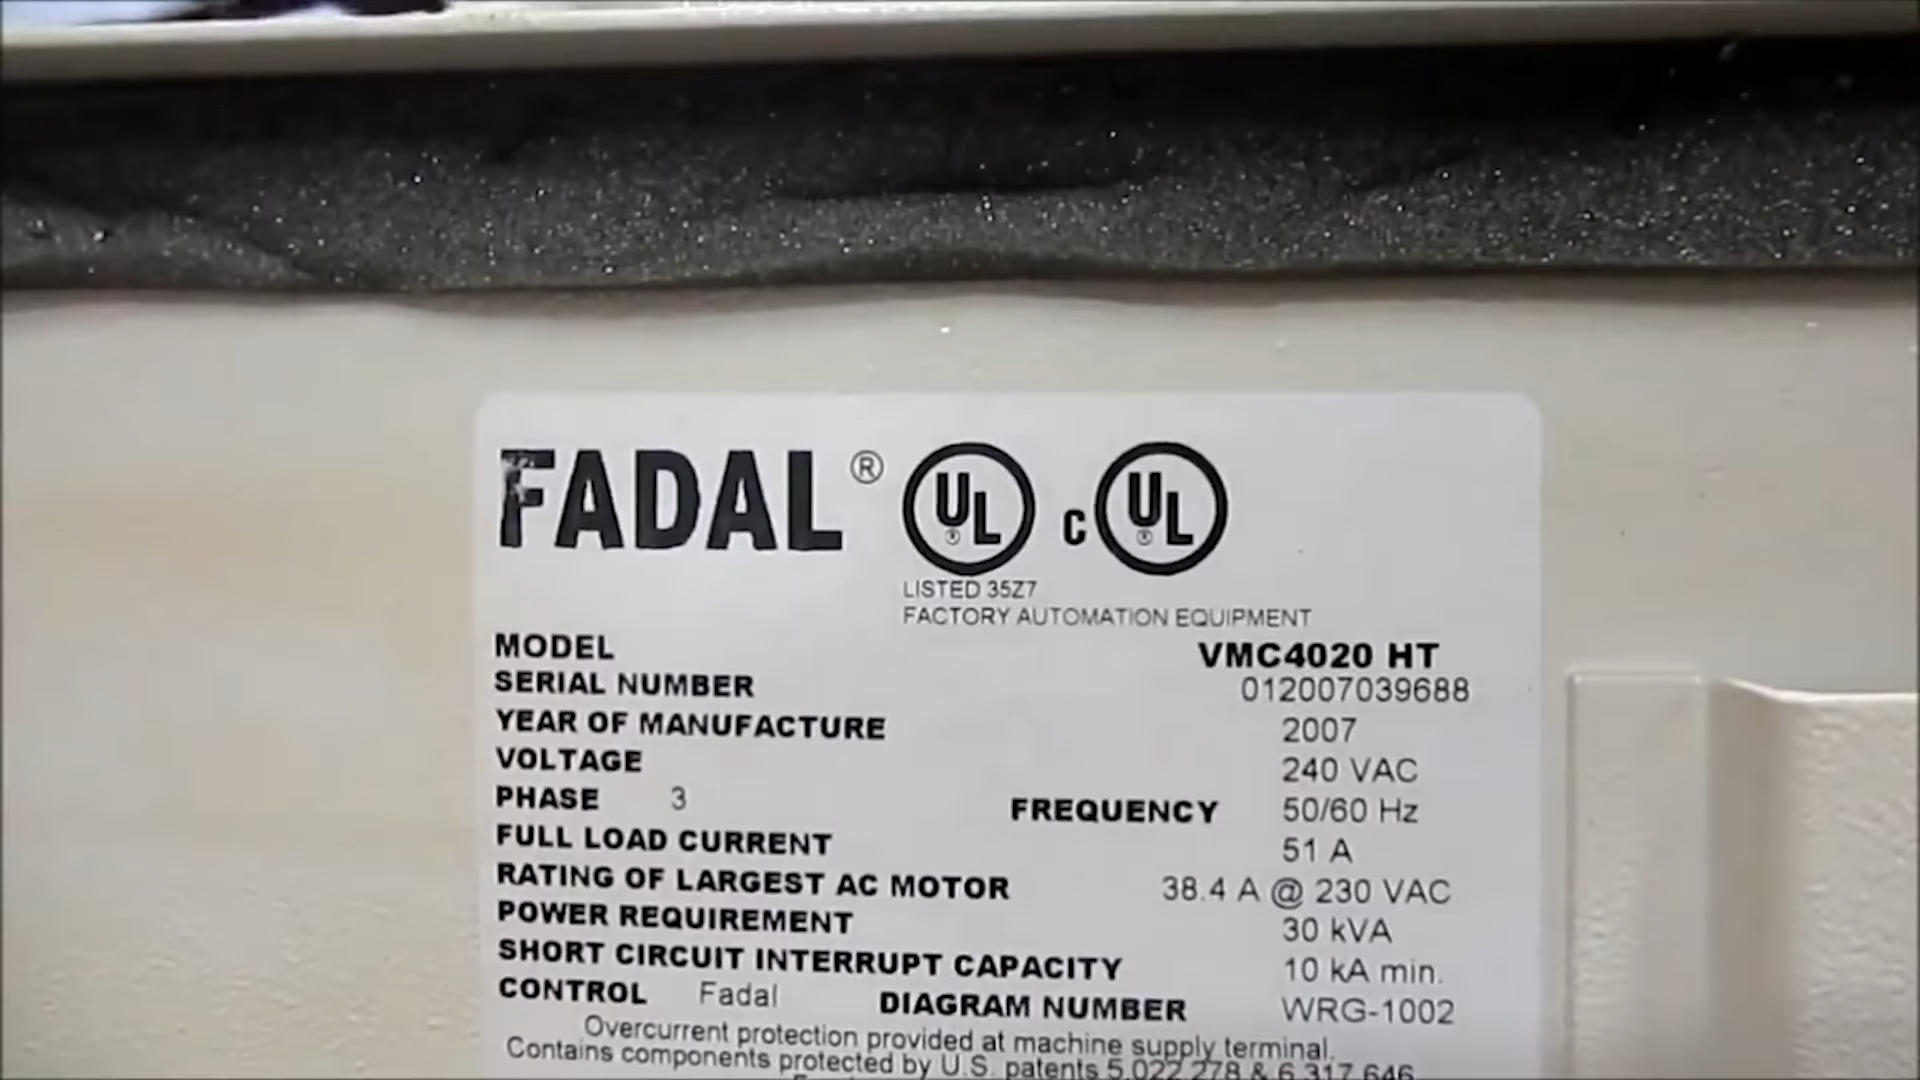 FADAL® UL® c UL®
LISTED 35Z7
FACTORY AUTOMATION EQUIPMENT
MODEL VMC4020 HT
SERIAL NUMBER 012007039688
YEAR OF MANUFACTURE 2007
VOLTAGE 240 VAC
PHASE 3 FREQUENCY 50/60 Hz
FULL LOAD CURRENT 51 A
RATING OF LARGEST AC MOTOR 38.4 A @ 230 VAC
POWER REQUIREMENT 30 kVA
SHORT CIRCUIT INTERRUPT CAPACITY 10 kA min.
CONTROL Fadal DIAGRAM NUMBER WRG-1002
Overcurrent protection provided at machine supply terminal.
Contains components protected by U.S. patents 5,022,278 & 6,317,646